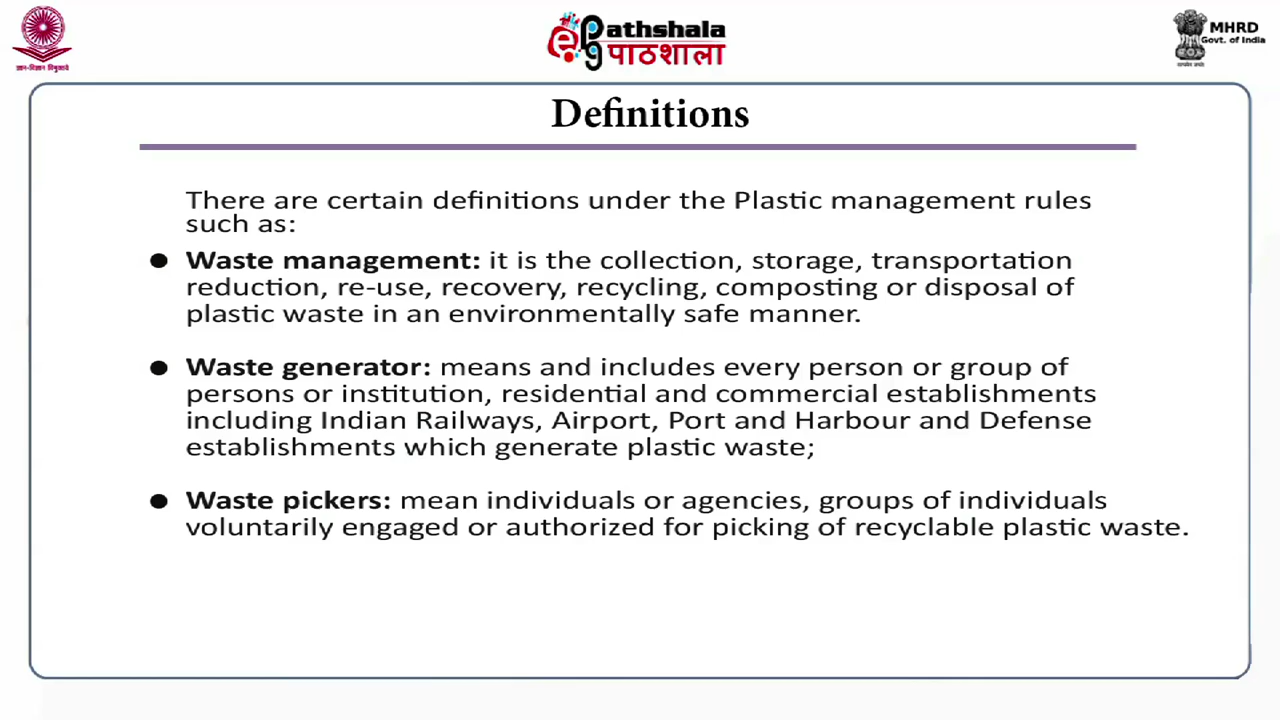 Pathshala
पाठशाला
MHRD
Govt. of India
Definitions
There are certain definitions under the Plastic management rules
such as:
● Waste management: it is the collection, storage, transportation
reduction, re-use, recovery, recycling, composting or disposal of
plastic waste in an environmentally safe manner.
● Waste generator: means and includes every person or group of
persons or institution, residential and commercial establishments
including Indian Railways, Airport, Port and Harbour and Defense
establishments which generate plastic waste;
● Waste pickers: mean individuals or agencies, groups of individuals
voluntarily engaged or authorized for picking of recyclable plastic waste.